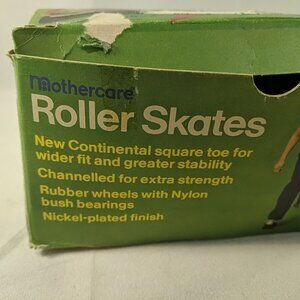 mothercare
Roller Skates
New Continental square toe for
wider fit and greater stability
Channelled for extra strength
Rubber wheels with Nylon
bush bearings
Nickel-plated finish